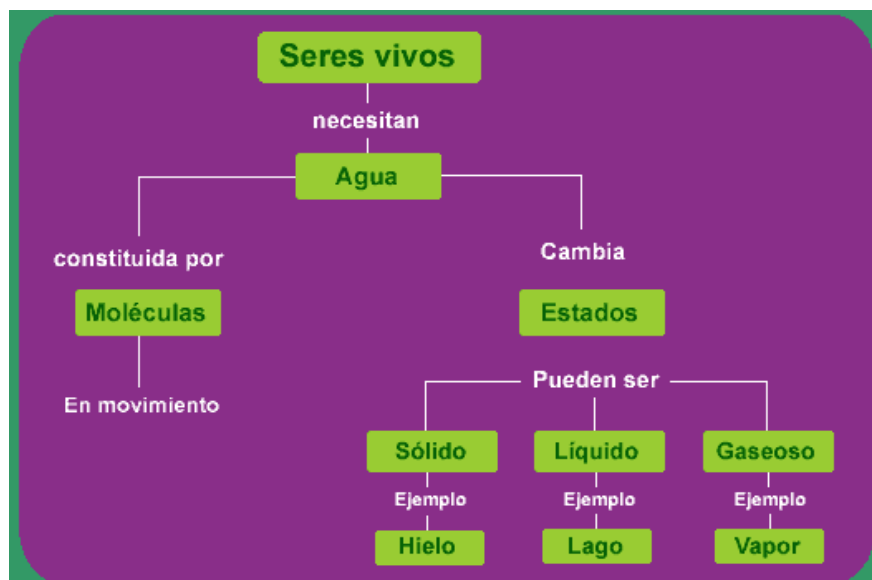 Seres vivos
necesitan
Agua
constituida por
Cambia
Moléculas
Estados
En movimiento
Pueden ser
Sólido
Líquido
Gaseoso
Ejemplo
Ejemplo
Ejemplo
Hielo
Lago
Vapor